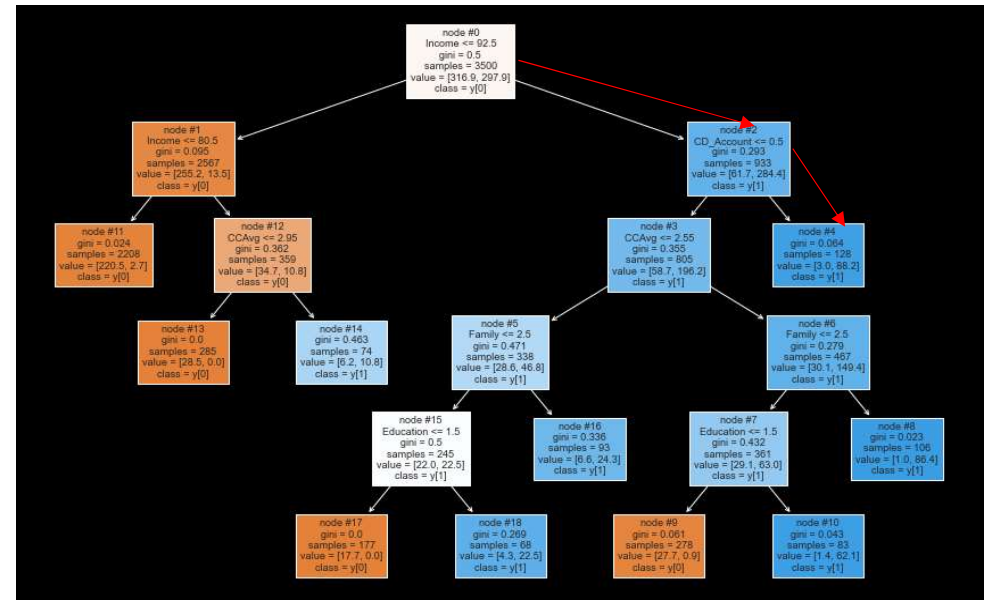 node #0
Income <= 92.5
gini = 0.5
samples = 3500
value = [316.9, 297.9]
class = y[0]
node #1
Income <= 80.5
gini = 0.095
samples = 2567
value = [255.2, 13.5]
class = y[0]
node #2
CD_Account <= 0.5
gini = 0.293
samples = 933
value = [61.7, 284.4]
class = y[1]
node #11
gini = 0.024
samples = 2208
value = [220.5, 2.7]
class = y[0]
node #12
CCAvg <= 2.95
gini = 0.362
samples = 359
value = [34.7, 10.8]
class = y[0]
node #3
CCAvg <= 2.55
gini = 0.355
samples = 805
value = [58.7, 196.2]
class = y[1]
node #4
gini = 0.064
samples = 128
value = [3.0, 88.2]
class = y[1]
node #13
gini = 0.0
samples = 285
value = [28.5, 0.0]
class = y[0]
node #14
gini = 0.463
samples = 74
value = [6.2, 10.8]
class = y[1]
node #5
Family <= 2.5
gini = 0.471
samples = 338
value = [28.6, 46.8]
class = y[1]
node #6
Family <= 2.5
gini = 0.279
samples = 467
value = [30.1, 149.4]
class = y[1]
node #15
Education <= 1.5
gini = 0.5
samples = 245
value = [22.0, 22.5]
class = y[1]
node #16
gini = 0.336
samples = 93
value = [6.6, 24.3]
class = y[1]
node #7
Education <= 1.5
gini = 0.432
samples = 361
value = [29.1, 63.0]
class = y[1]
node #8
gini = 0.023
samples = 106
value = [1.0, 86.4]
class = y[1]
node #17
gini = 0.0
samples = 177
value = [17.7, 0.0]
class = y[0]
node #18
gini = 0.269
samples = 68
value = [4.3, 22.5]
class = y[1]
node #9
gini = 0.061
samples = 278
value = [27.7, 0.9]
class = y[0]
node #10
gini = 0.043
samples = 83
value = [1.4, 62.1]
class = y[1]